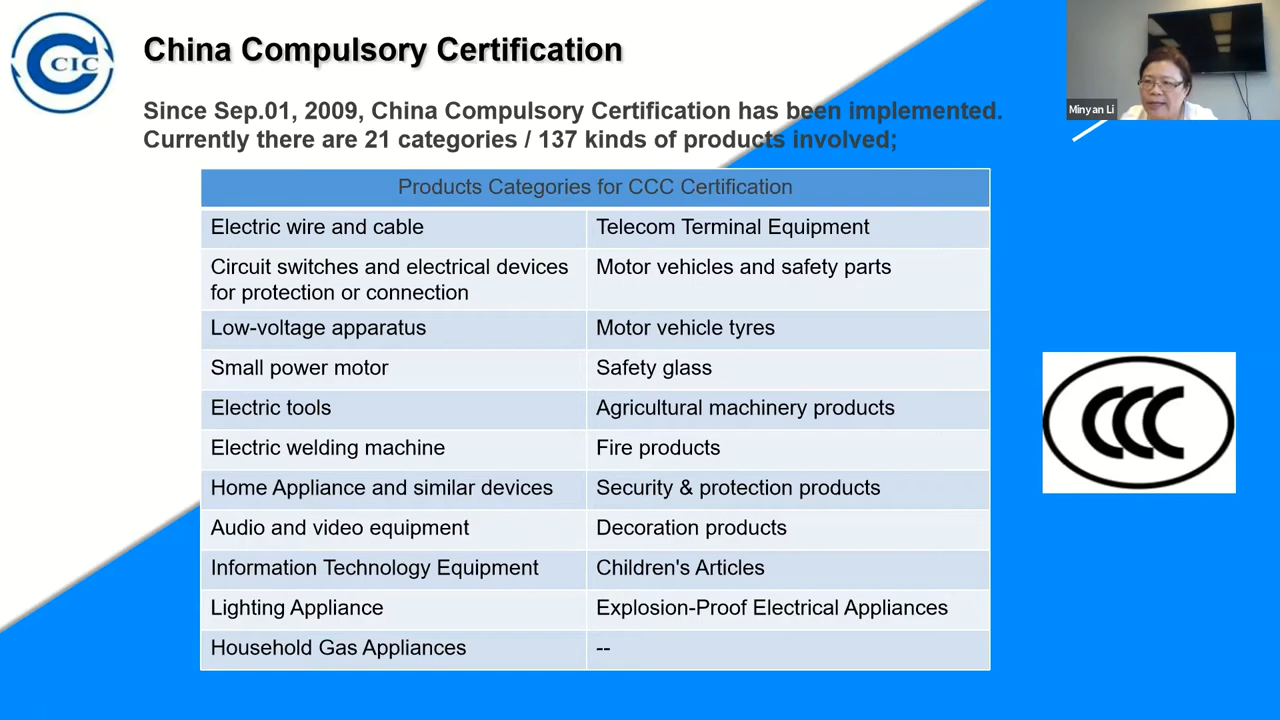 CCIC
China Compulsory Certification
Minyan Li
Since Sep.01, 2009, China Compulsory Certification has been implemented.
Currently there are 21 categories / 137 kinds of products involved;
Products Categories for CCC Certification
Electric wire and cable
Telecom Terminal Equipment
Circuit switches and electrical devices
for protection or connection
Motor vehicles and safety parts
Low-voltage apparatus
Motor vehicle tyres
Small power motor
Safety glass
Electric tools
Agricultural machinery products
Electric welding machine
Fire products
Home Appliance and similar devices
Security & protection products
Audio and video equipment
Decoration products
Information Technology Equipment
Children's Articles
Lighting Appliance
Explosion-Proof Electrical Appliances
Household Gas Appliances
--
CCC